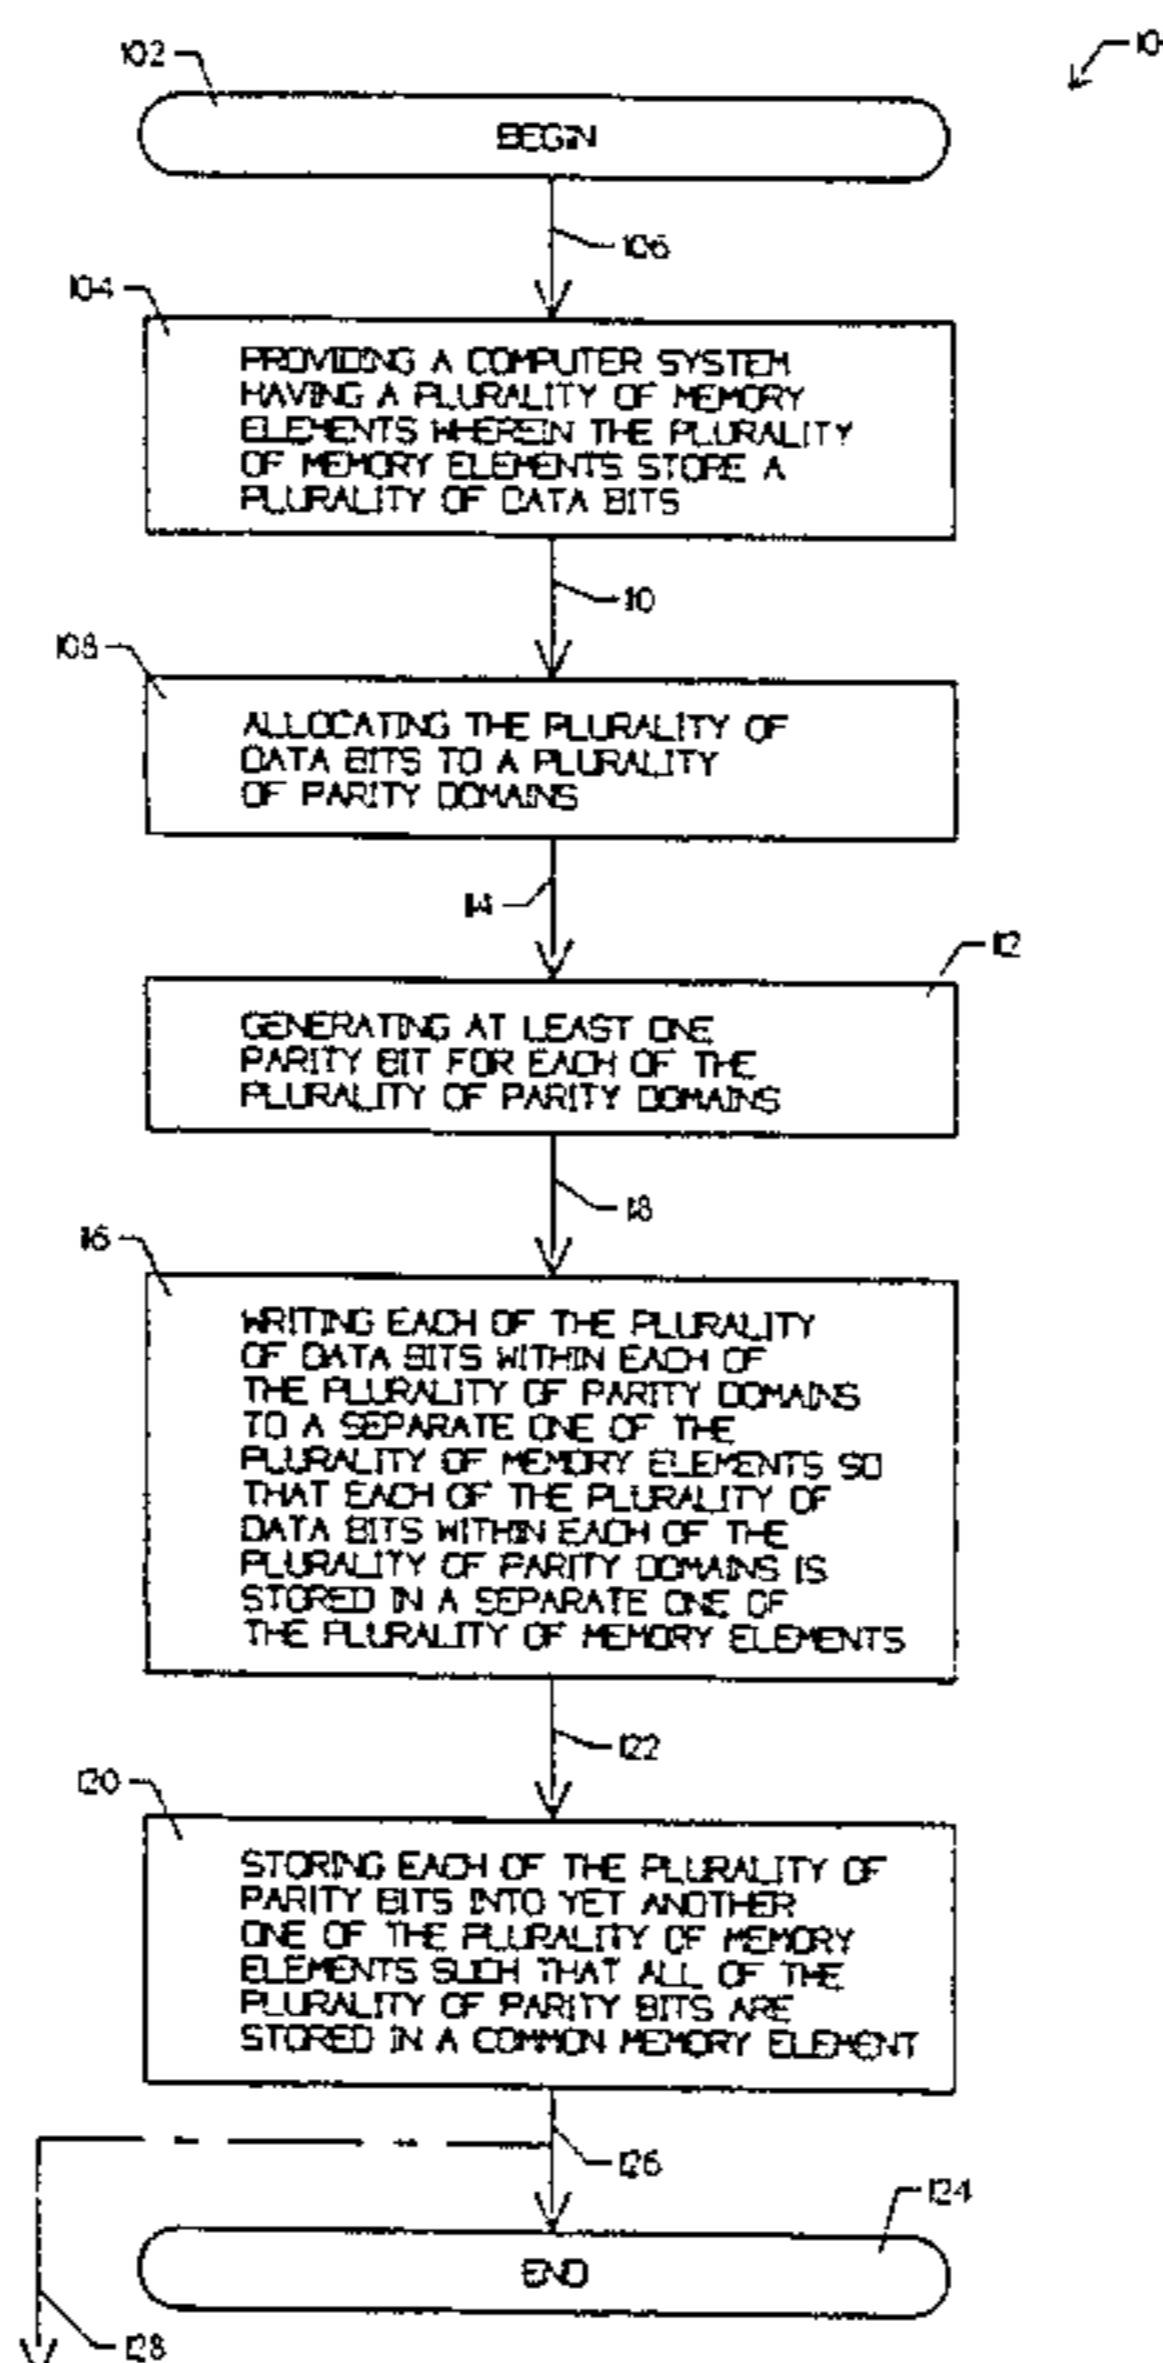 102
10
BEGIN
106
104
PROVIDING A COMPUTER SYSTEM
HAVING A PLURALITY OF MEMORY
ELEMENTS WHEREIN THE PLURALITY
OF MEMORY ELEMENTS STORE A
PLURALITY OF DATA BITS
110
108
ALLOCATING THE PLURALITY OF
DATA BITS TO A PLURALITY
OF PARITY DOMAINS
114
112
GENERATING AT LEAST ONE
PARITY BIT FOR EACH OF THE
PLURALITY OF PARITY DOMAINS
118
116
WRITING EACH OF THE PLURALITY
OF DATA BITS WITHIN EACH OF
THE PLURALITY OF PARITY DOMAINS
TO A SEPARATE ONE OF THE
PLURALITY OF MEMORY ELEMENTS SO
THAT EACH OF THE PLURALITY OF
DATA BITS WITHIN EACH OF THE
PLURALITY OF PARITY DOMAINS IS
STORED IN A SEPARATE ONE OF
THE PLURALITY OF MEMORY ELEMENTS
122
120
STORING EACH OF THE PLURALITY OF
PARITY BITS INTO YET ANOTHER
ONE OF THE PLURALITY OF MEMORY
ELEMENTS SUCH THAT ALL OF THE
PLURALITY OF PARITY BITS ARE
STORED IN A COMMON MEMORY ELEMENT
126
124
END
128